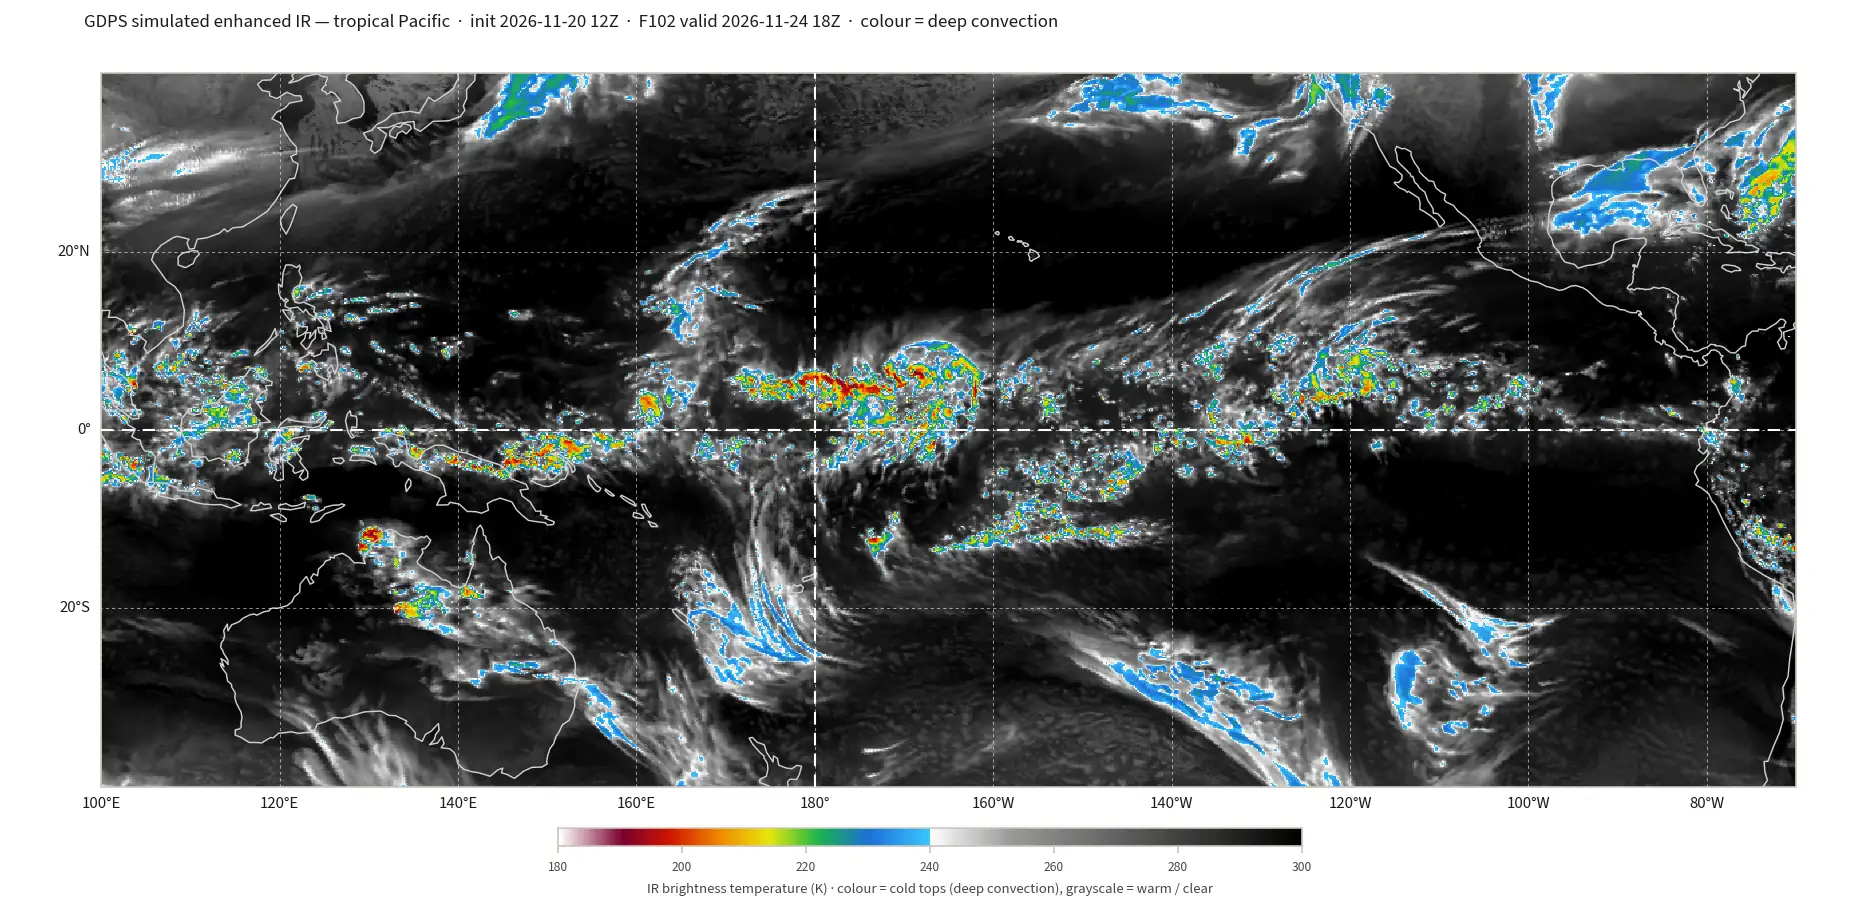 GDPS simulated enhanced IR — tropical Pacific · init 2026-11-20 12Z · F102 valid 2026-11-24 18Z · colour = deep convection
20°N
0°
20°S
100°E 120°E 140°E 160°E 180° 160°W 140°W 120°W 100°W 80°W
180 200 220 240 260 280 300
IR brightness temperature (K) · colour = cold tops (deep convection), grayscale = warm / clear